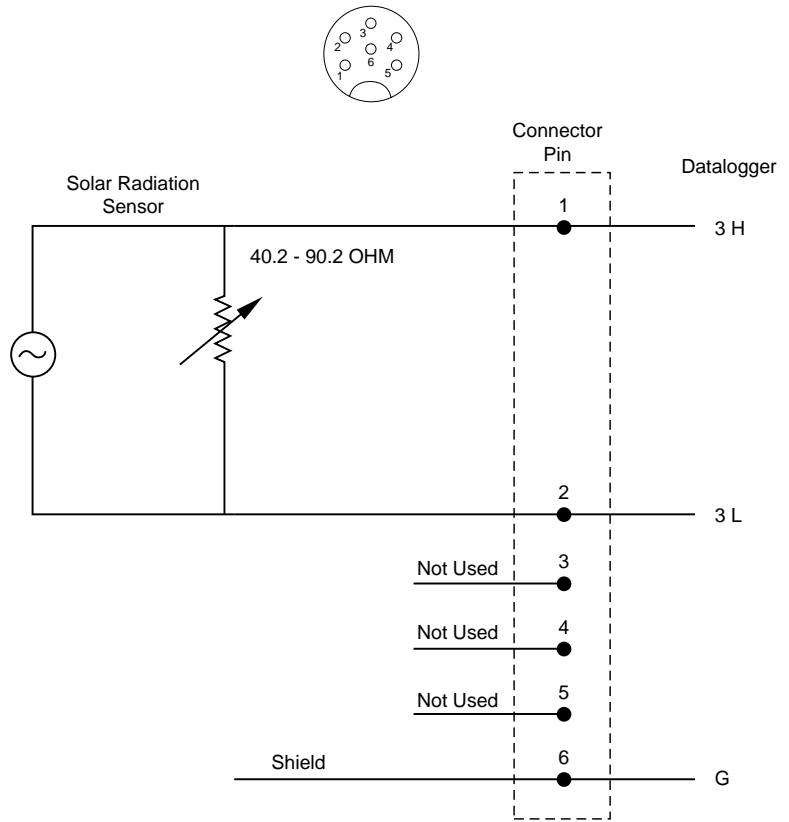 3
2
4
6
1
5
Connector
Pin
Datalogger
Solar Radiation
Sensor
1
3 H
40.2 - 90.2 OHM
2
3 L
Not Used
3
Not Used
4
Not Used
5
Shield
6
G